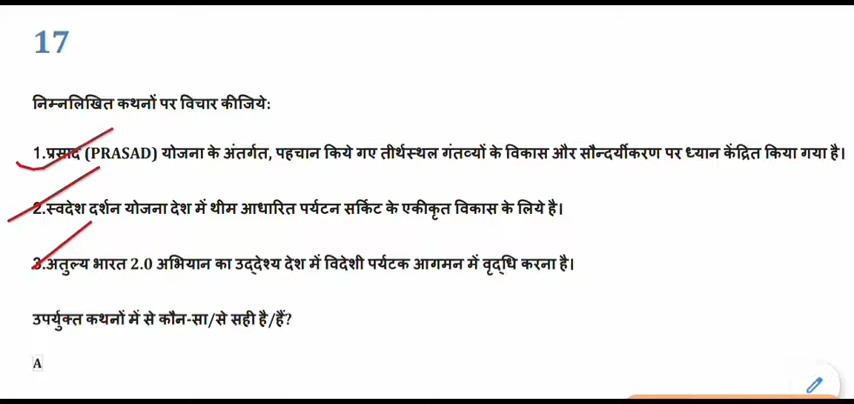 17
निम्नलिखित कथनों पर विचार कीजिये:
1.प्रसाद (PRASAD) योजना के अंतर्गत, पहचान किये गए तीर्थस्थल गंतव्यों के विकास और सौन्दर्यीकरण पर ध्यान केंद्रित किया गया है।
2.स्वदेश दर्शन योजना देश में थीम आधारित पर्यटन सर्किट के एकीकृत विकास के लिये है।
3.अतुल्य भारत 2.0 अभियान का उद्देश्य देश में विदेशी पर्यटक आगमन में वृद्धि करना है।
उपर्युक्त कथनों में से कौन-सा/से सही है/हैं?
A